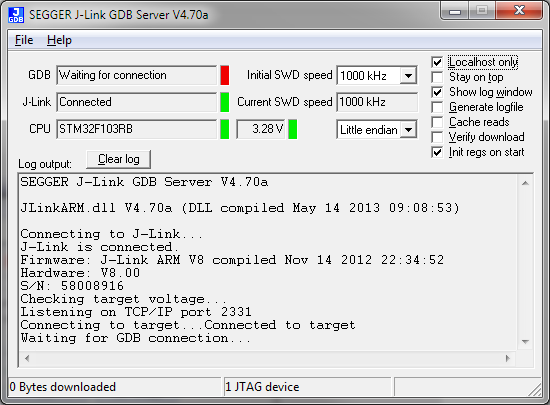 SEGGER J-Link GDB Server V4.70a
File Help
GDB Waiting for connection Initial SWD speed 1000 kHz
J-Link Connected Current SWD speed 1000 kHz
CPU STM32F103RB 3.28 V Little endian
Localhost only
Stay on top
Show log window
Generate logfile
Cache reads
Verify download
Init regs on start
Log output: Clear log
SEGGER J-Link GDB Server V4.70a
JLinkARM.dll V4.70a (DLL compiled May 14 2013 09:08:53)
Connecting to J-Link...
J-Link is connected.
Firmware: J-Link ARM V8 compiled Nov 14 2012 22:34:52
Hardware: V8.00
S/N: 58008916
Checking target voltage...
Listening on TCP/IP port 2331
Connecting to target...Connected to target
Waiting for GDB connection...
0 Bytes downloaded 1 JTAG device